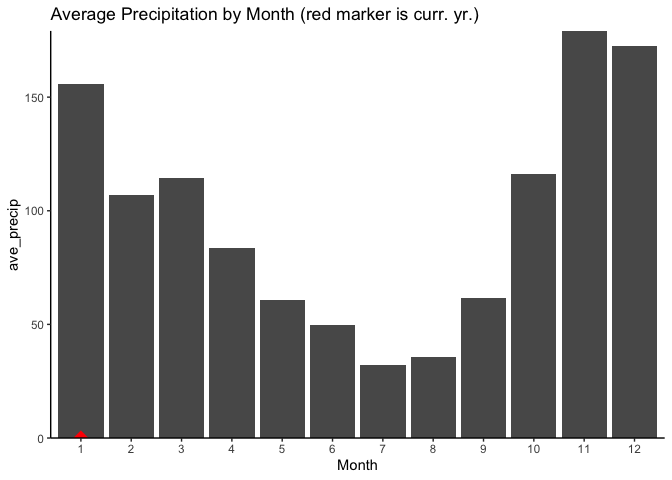 Average Precipitation by Month (red marker is curr. yr.)
ave_precip
150
100
50
0
1 2 3 4 5 6 7 8 9 10 11 12
Month